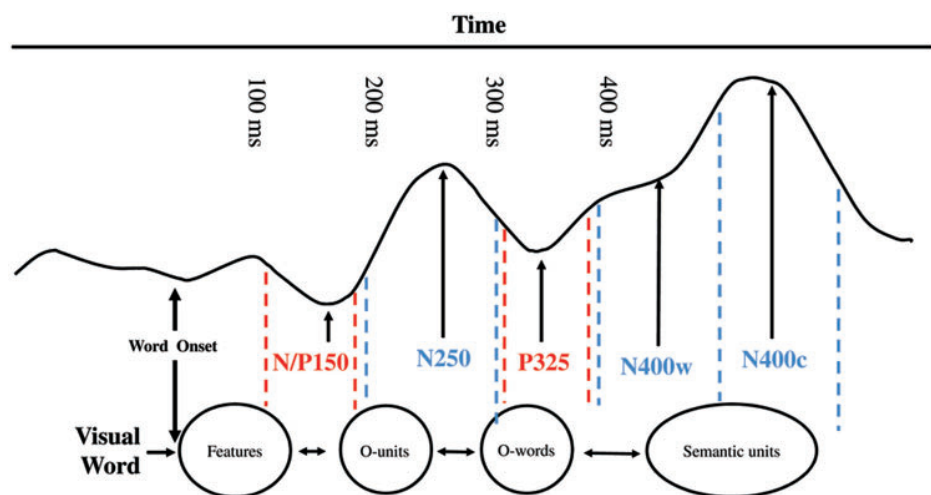 Time
100 ms
200 ms
300 ms
400 ms
Word Onset
N/P150
N250
P325
N400w
N400c
Visual
Word
Features
O-units
O-words
Semantic units